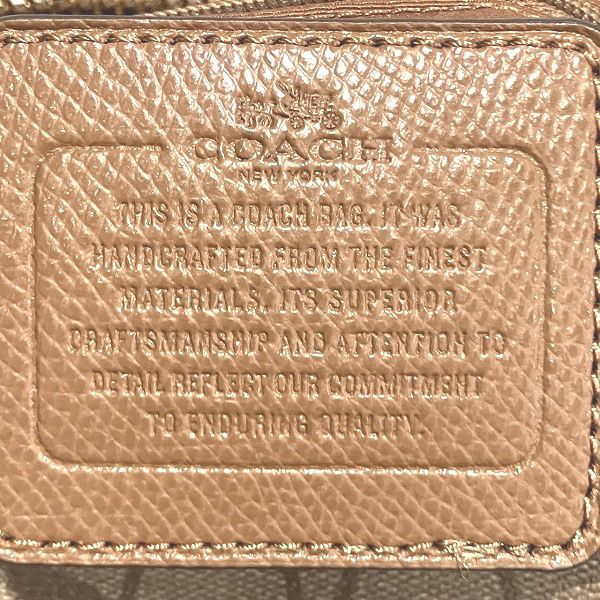 COACH
NEW YORK
THIS IS A COACH BAG. IT WAS
HANDCRAFTED FROM THE FINEST
MATERIALS. ITS SUPERIOR
CRAFTSMANSHIP AND ATTENTION TO
DETAIL REFLECT OUR COMMITMENT
TO ENDURING QUALITY.